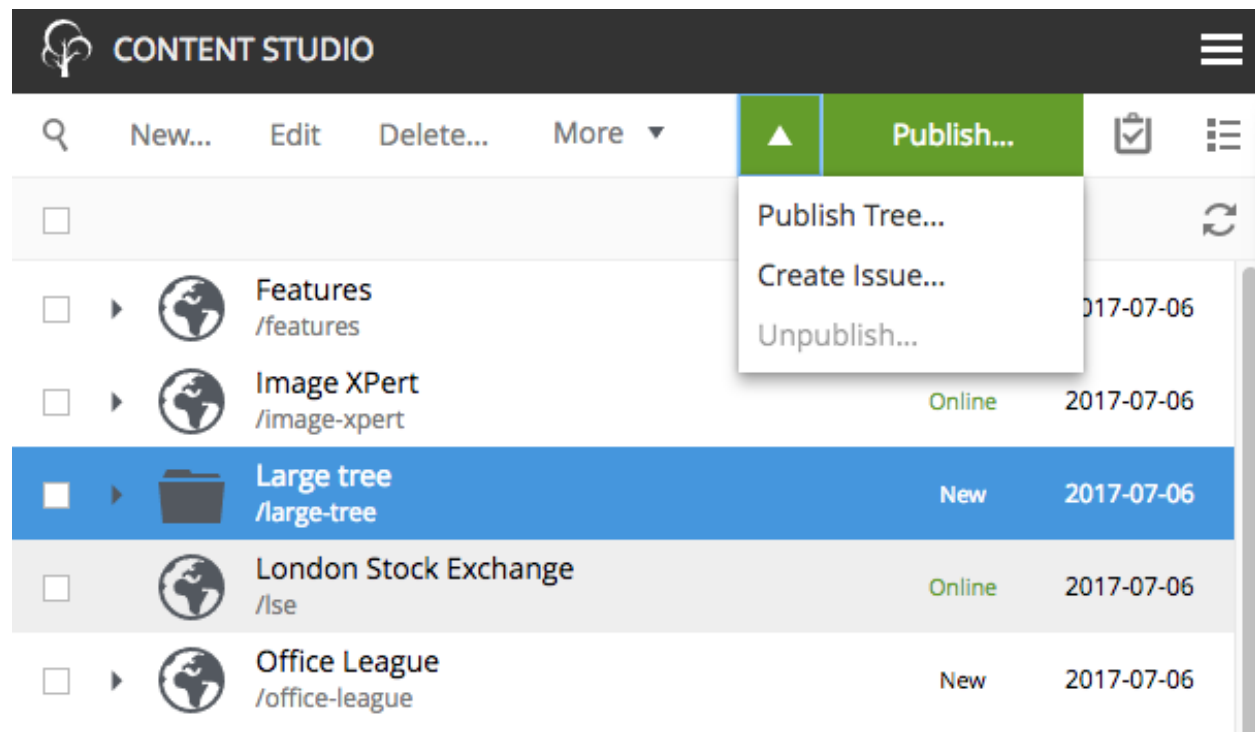 CONTENT STUDIO
New... Edit Delete... More Publish...
Publish Tree...
Create Issue...
Unpublish...
Features
/features
017-07-06
Image XPert
/image-xpert
Online 2017-07-06
Large tree
/large-tree
New 2017-07-06
London Stock Exchange
/lse
Online 2017-07-06
Office League
/office-league
New 2017-07-06